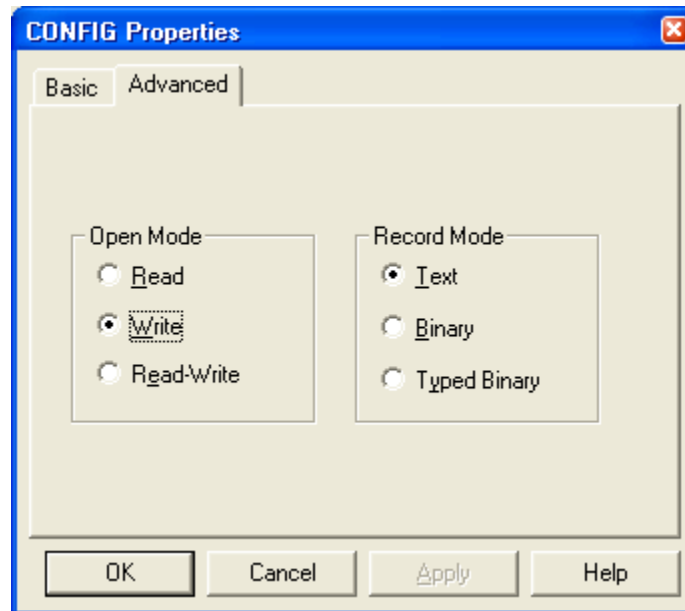 CONFIG Properties
Basic Advanced
Open Mode
Read
Write
Read-Write
Record Mode
Text
Binary
Typed Binary
OK Cancel Apply Help